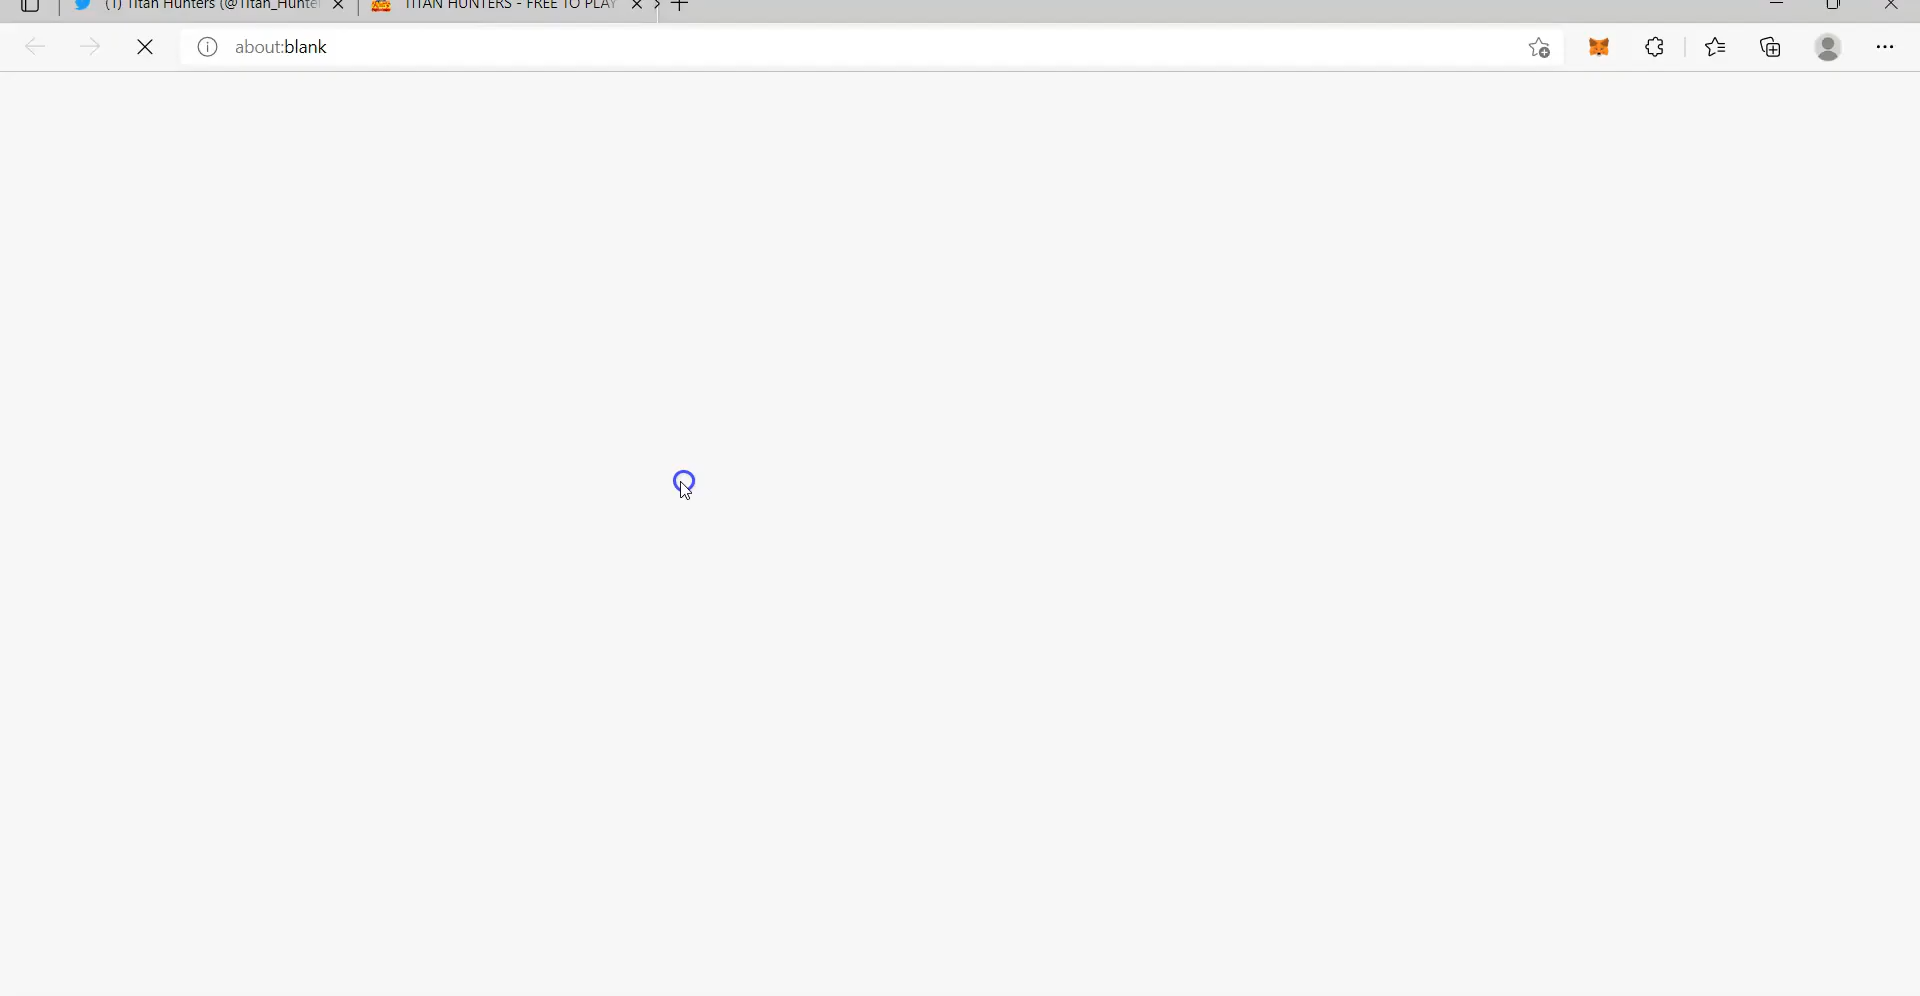 (1) Titan Hunters (@Titan_Hunte
TITAN HUNTERS - FREE TO PLAY
about:blank